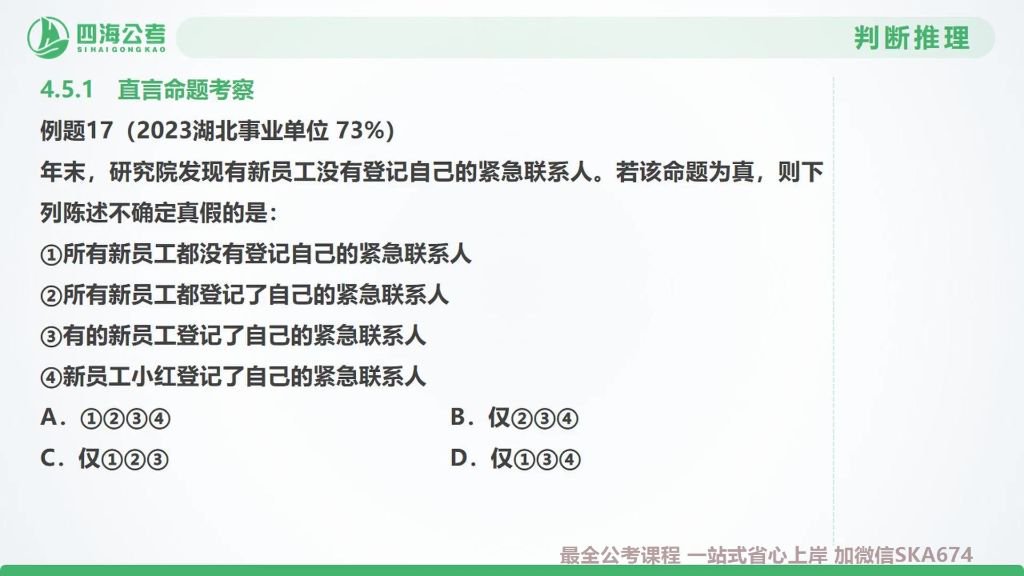 四海公考
SIHAIGONGKAO
判断推理
4.5.1 直言命题考察
例题17（2023湖北事业单位 73%）
年末，研究院发现有新员工没有登记自己的紧急联系人。若该命题为真，则下
列陈述不确定真假的是：
①所有新员工都没有登记自己的紧急联系人
②所有新员工都登记了自己的紧急联系人
③有的新员工登记了自己的紧急联系人
④新员工小红登记了自己的紧急联系人
A. ①②③④
B. 仅②③④
C. 仅①②③
D. 仅①③④
最全公考课程 一站式省心上岸 加微信SKA674